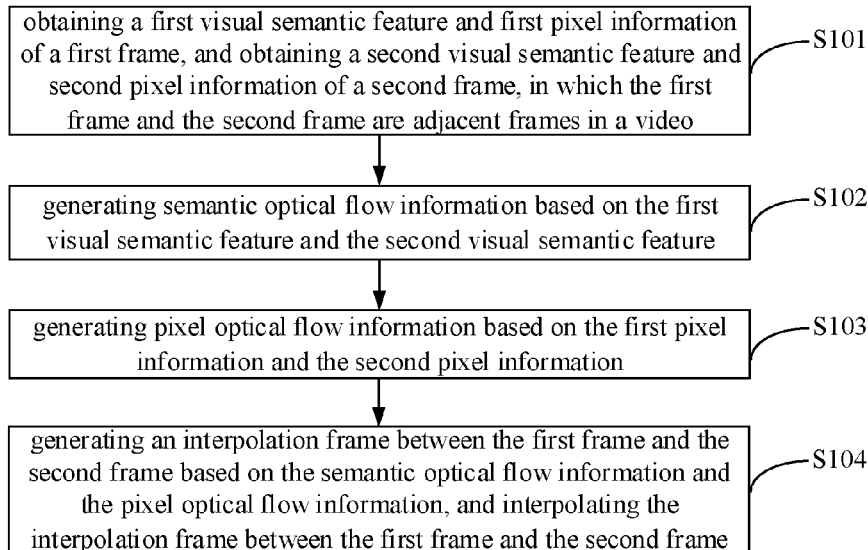 obtaining a first visual semantic feature and first pixel information
of a first frame, and obtaining a second visual semantic feature and
second pixel information of a second frame, in which the first
frame and the second frame are adjacent frames in a video
S101
generating semantic optical flow information based on the first
visual semantic feature and the second visual semantic feature
S102
generating pixel optical flow information based on the first pixel
information and the second pixel information
S103
generating an interpolation frame between the first frame and the
second frame based on the semantic optical flow information and
the pixel optical flow information, and interpolating the
interpolation frame between the first frame and the second frame
S104